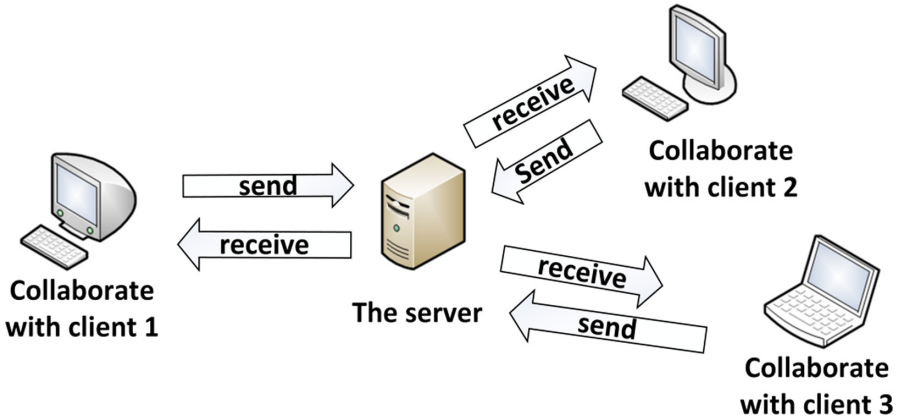 send
receive
Collaborate
with client 1
The server
receive
Send
Collaborate
with client 2
receive
send
Collaborate
with client 3